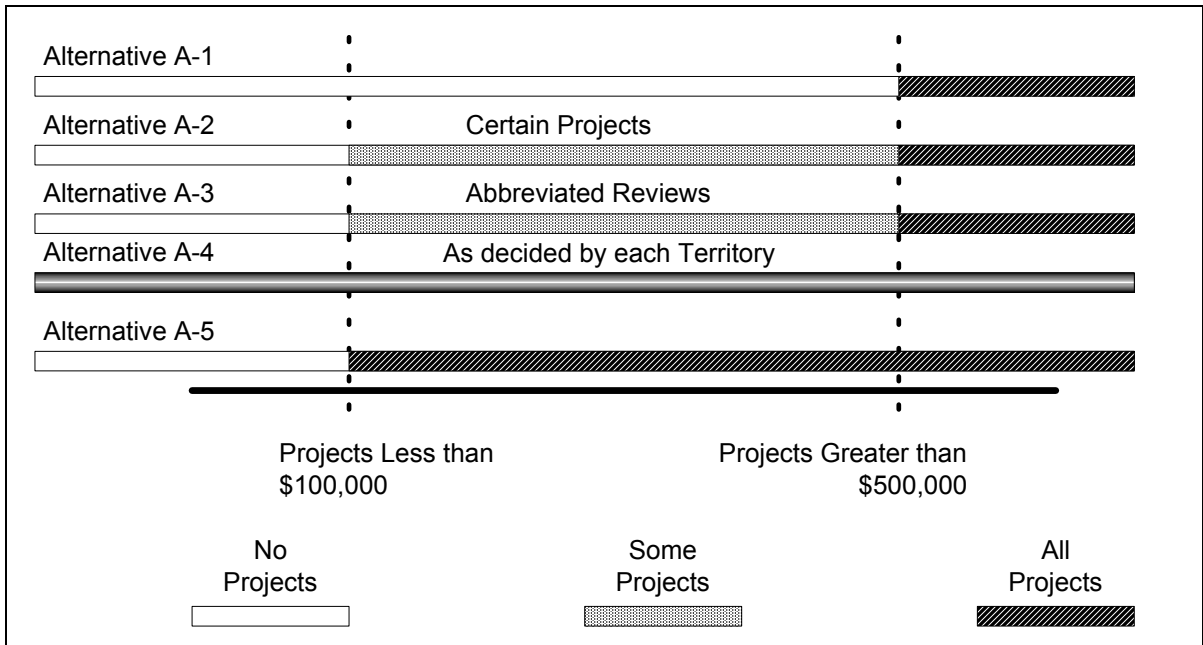 Alternative A-1
Alternative A-2
Certain Projects
Alternative A-3
Abbreviated Reviews
Alternative A-4
As decided by each Territory
Alternative A-5
Projects Less than
$100,000
Projects Greater than
$500,000
No
Projects
Some
Projects
All
Projects